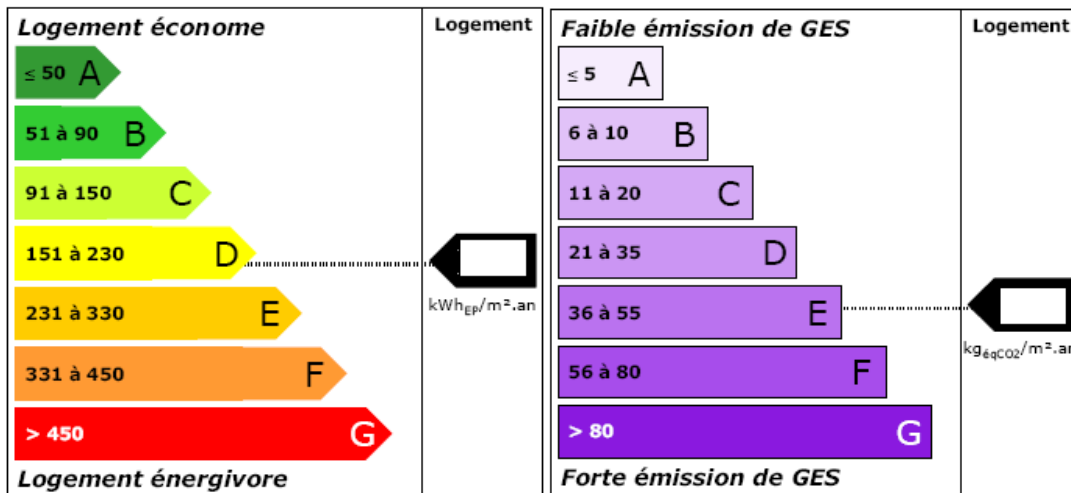 Logement économe
Logement
≤ 50 A
51 à 90 B
91 à 150 C
151 à 230 D
231 à 330 E
331 à 450 F
> 450 G
kWhEP/m².an
Logement énergivore
Faible émission de GES
Logement
≤ 5 A
6 à 10 B
11 à 20 C
21 à 35 D
36 à 55 E
56 à 80 F
> 80 G
kgéqCO2/m².an
Forte émission de GES